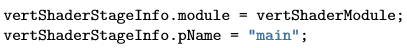 vertShaderStageInfo.module = vertShaderModule;
vertShaderStageInfo.pName = "main";